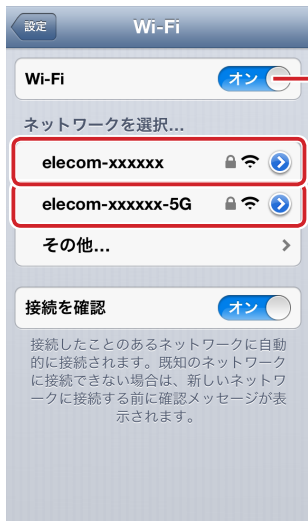 設定
Wi-Fi
Wi-Fi
オン
ネットワークを選択...
elecom-xxxxxx
elecom-xxxxxx-5G
その他...
接続を確認
オン
接続したことのあるネットワークに自動
的に接続されます。既知のネットワーク
に接続できない場合は、新しいネットワ
ークに接続する前に確認メッセージが表
示されます。